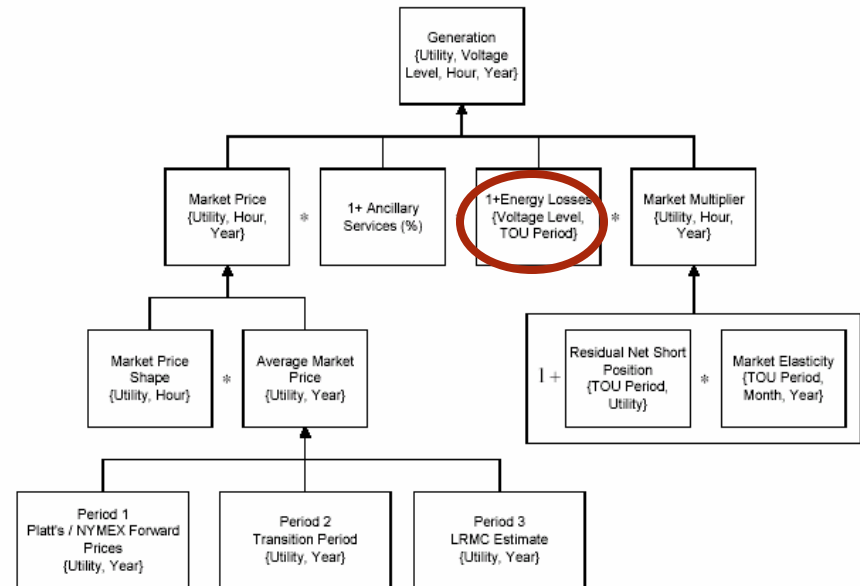 Generation
{Utility, Voltage
Level, Hour, Year}
Market Price
{Utility, Hour,
Year}
*
1+ Ancillary
Services (%)
1+Energy Losses
{Voltage Level,
TOU Period}
*
Market Multiplier
{Utility, Hour,
Year}
Market Price
Shape
{Utility, Hour}
*
Average Market
Price
{Utility, Year}
1 +
Residual Net Short
Position
{TOU Period,
Utility}
*
Market Elasticity
{TOU Period,
Month, Year}
Period 1
Platt's / NYMEX Forward
Prices
{Utility, Year}
Period 2
Transition Period
{Utility, Year}
Period 3
LRMC Estimate
{Utility, Year}